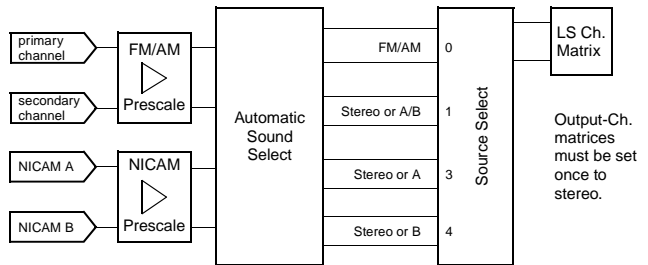 primary
channel
secondary
channel
NICAM A
NICAM B
FM/AM
Prescale
NICAM
Prescale
Automatic
Sound
Select
FM/AM
Stereo or A/B
Stereo or A
Stereo or B
0
1
3
4
Source Select
LS Ch.
Matrix
Output-Ch.
matrices
must be set
once to
stereo.